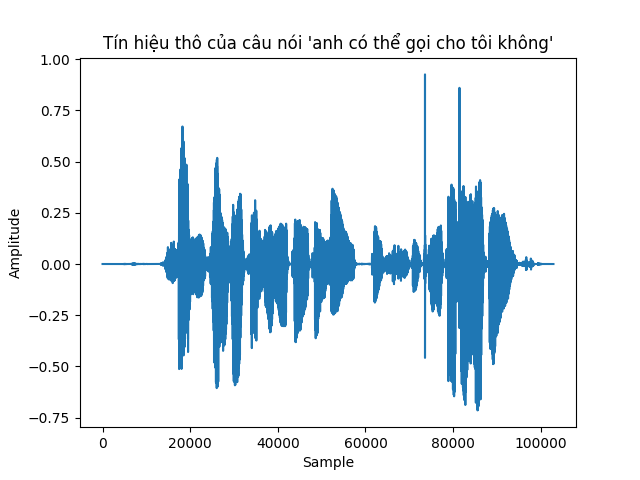 Tín hiệu thô của câu nói 'anh có thể gọi cho tôi không'
1.00
0.75
0.50
0.25
0.00
−0.25
−0.50
−0.75
Amplitude
0 20000 40000 60000 80000 100000
Sample